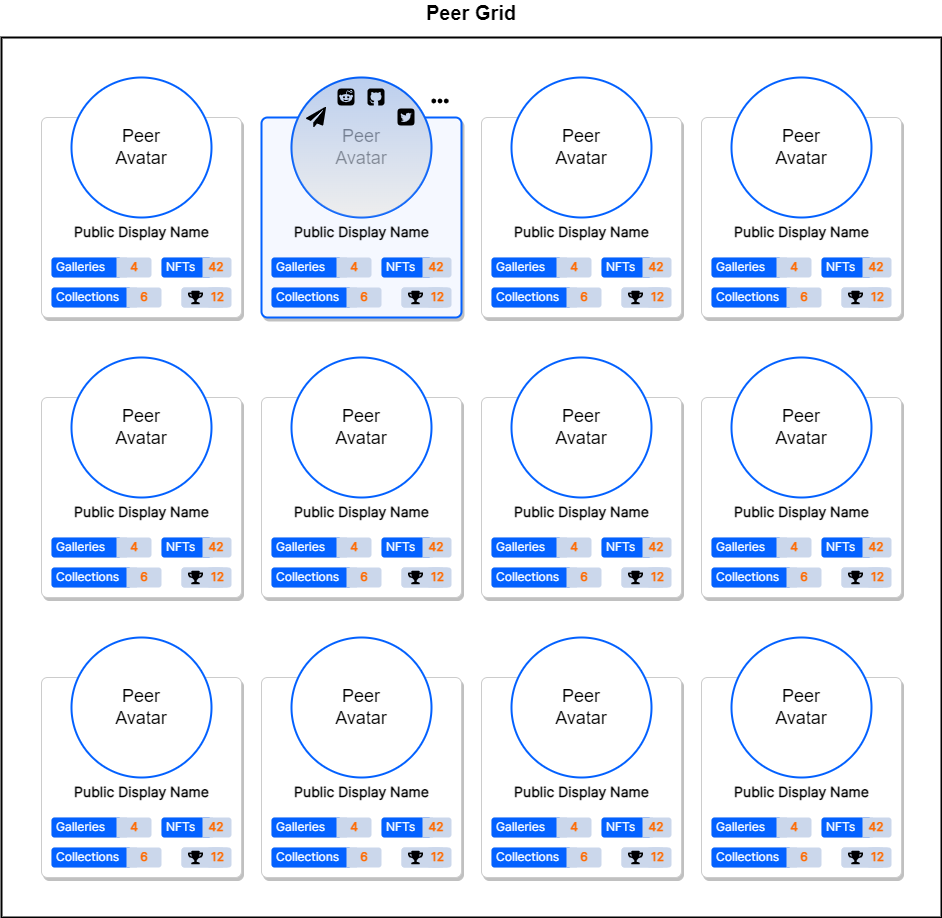 Peer Grid
Peer Peer Peer Peer
Avatar Avatar Avatar Avatar
Public Display Name Public Display Name Public Display Name Public Display Name
Galleries 4 NFTs 42 Galleries 4 NFTs 42 Galleries 4 NFTs 42 Galleries 4 NFTs 42
Collections 6 12 Collections 6 12 Collections 6 12 Collections 6 12
Peer Peer Peer Peer
Avatar Avatar Avatar Avatar
Public Display Name Public Display Name Public Display Name Public Display Name
Galleries 4 NFTs 42 Galleries 4 NFTs 42 Galleries 4 NFTs 42 Galleries 4 NFTs 42
Collections 6 12 Collections 6 12 Collections 6 12 Collections 6 12
Peer Peer Peer Peer
Avatar Avatar Avatar Avatar
Public Display Name Public Display Name Public Display Name Public Display Name
Galleries 4 NFTs 42 Galleries 4 NFTs 42 Galleries 4 NFTs 42 Galleries 4 NFTs 42
Collections 6 12 Collections 6 12 Collections 6 12 Collections 6 12